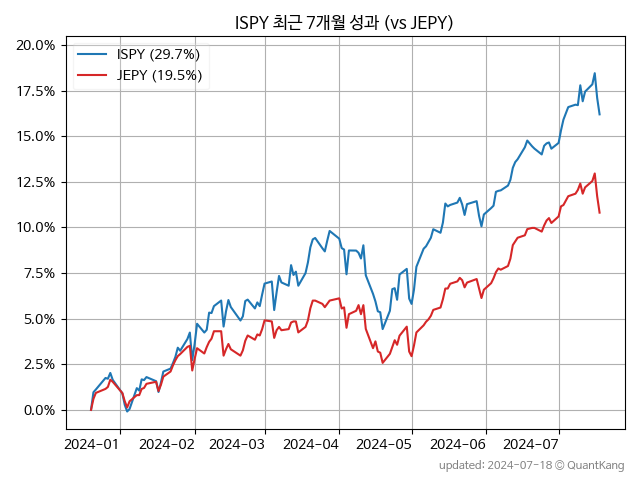 ISPY 최근 7개월 성과 (vs JEPY)
ISPY (29.7%)
JEPY (19.5%)
20.0%
17.5%
15.0%
12.5%
10.0%
7.5%
5.0%
2.5%
0.0%
2024-01 2024-02 2024-03 2024-04 2024-05 2024-06 2024-07
updated: 2024-07-18 © QuantKang